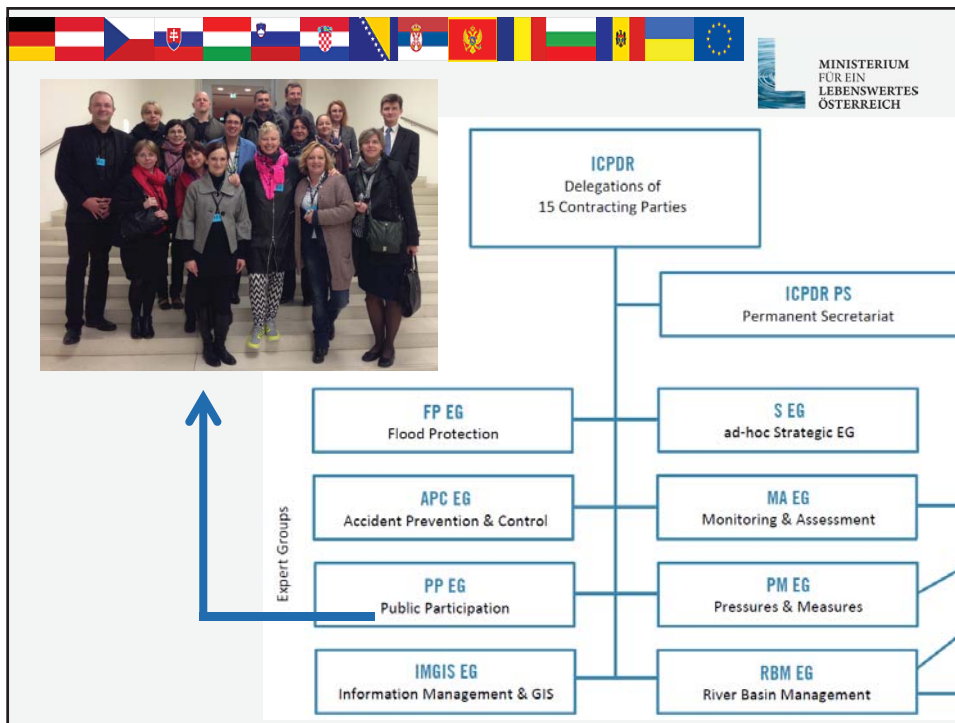 MINISTERIUM
FÜR EIN
LEBENSWERTES
ÖSTERREICH
ICPDR
Delegations of
15 Contracting Parties
ICPDR PS
Permanent Secretariat
Expert Groups
FP EG
Flood Protection
S EG
ad-hoc Strategic EG
APC EG
Accident Prevention & Control
MA EG
Monitoring & Assessment
PP EG
Public Participation
PM EG
Pressures & Measures
IMGIS EG
Information Management & GIS
RBM EG
River Basin Management